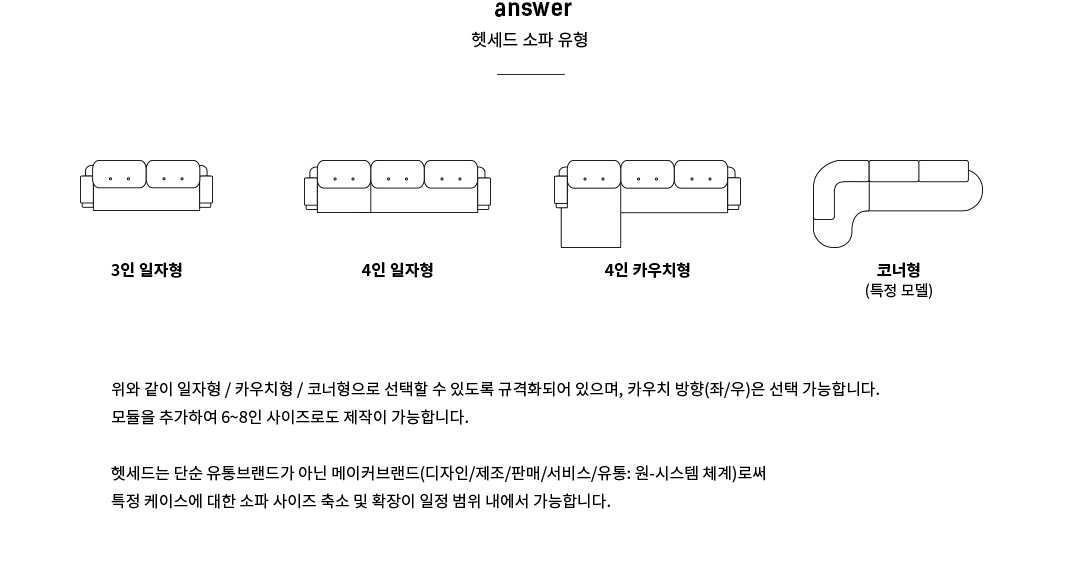 answer
헷세드 소파 유형
3인 일자형
4인 일자형
4인 카우치형
코너형
(특정 모델)
위와 같이 일자형 / 카우치형 / 코너형으로 선택할 수 있도록 규격화되어 있으며, 카우치 방향(좌/우)은 선택 가능합니다.
모듈을 추가하여 6~8인 사이즈로도 제작이 가능합니다.
헷세드는 단순 유통브랜드가 아닌 메이커브랜드(디자인/제조/판매/서비스/유통: 원-시스템 체계)로써
특정 케이스에 대한 소파 사이즈 축소 및 확장이 일정 범위 내에서 가능합니다.